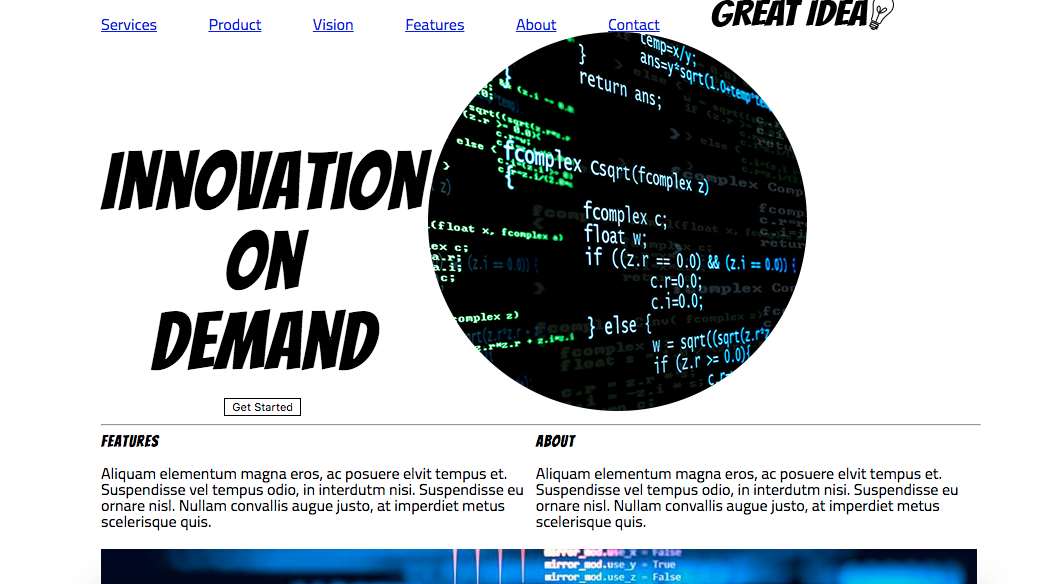 Services Product Vision Features About Contact
GREAT IDEA
temp=x/y;
}
return ans;
fcomplex Csqrt(fcomplex z)
{
fcomplex c;
float w;
if ((z.r == 0.0) && (z.i == 0.0)) {
c.r=0.0;
c.i=0.0;
} else {
w = sqrt((sqrt(z.r*z
if (z.r >= 0.0){
INNOVATION
ON
DEMAND
Get Started
FEATURES
Aliquam elementum magna eros, ac posuere elvit tempus et.
Suspendisse vel tempus odio, in interdutm nisi. Suspendisse eu
ornare nisl. Nullam convallis augue justo, at imperdiet metus
scelerisque quis.
ABOUT
Aliquam elementum magna eros, ac posuere elvit tempus et.
Suspendisse vel tempus odio, in interdutm nisi. Suspendisse eu
ornare nisl. Nullam convallis augue justo, at imperdiet metus
scelerisque quis.
mirror_mod.use_x = False
mirror_mod.use_y = True
mirror_mod.use_z = False